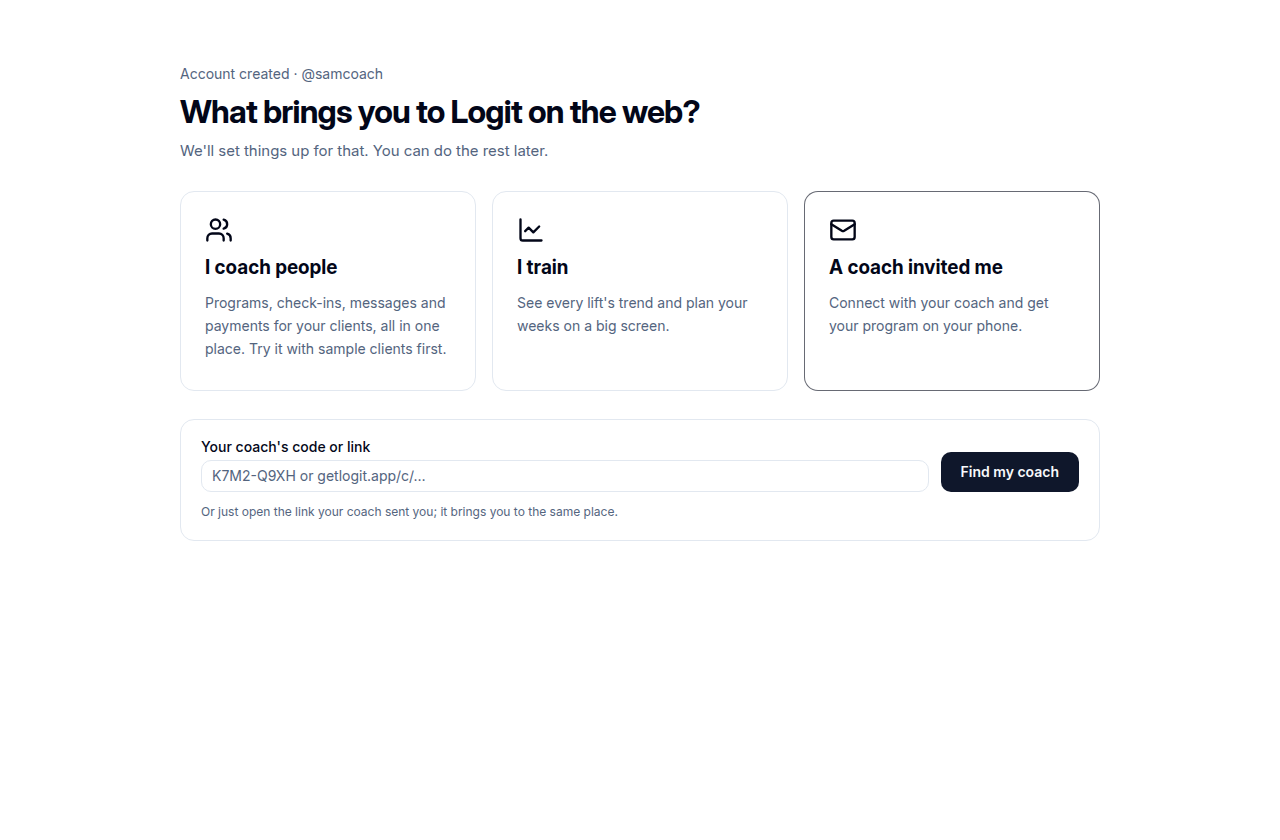 Account created · @samcoach
What brings you to Logit on the web?
We'll set things up for that. You can do the rest later.
I coach people
Programs, check-ins, messages and
payments for your clients, all in one
place. Try it with sample clients first.
I train
See every lift's trend and plan your
weeks on a big screen.
A coach invited me
Connect with your coach and get
your program on your phone.
Your coach's code or link
K7M2-Q9XH or getlogit.app/c/...
Find my coach
Or just open the link your coach sent you; it brings you to the same place.